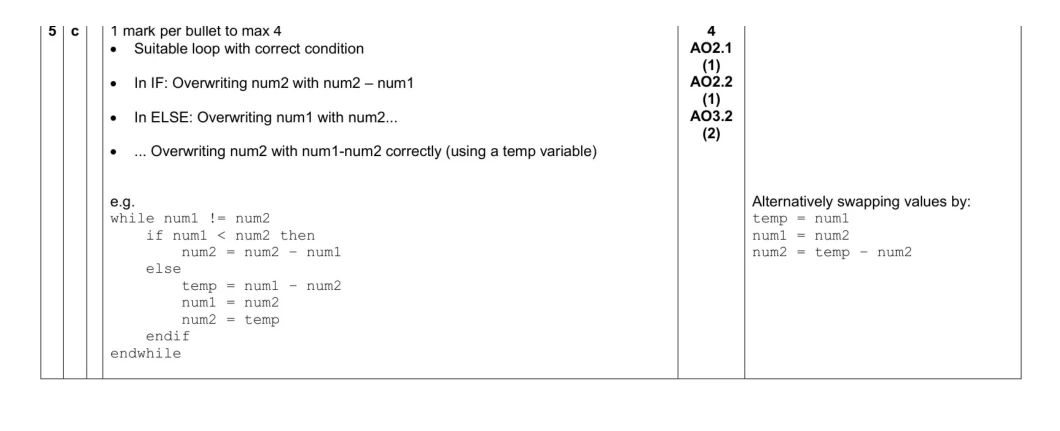 5 c 1 mark per bullet to max 4
• Suitable loop with correct condition
• In IF: Overwriting num2 with num2 – num1
• In ELSE: Overwriting num1 with num2...
• ... Overwriting num2 with num1-num2 correctly (using a temp variable)
e.g.
while num1 != num2
    if num1 < num2 then
        num2 = num2 - num1
    else
        temp = num1 - num2
        num1 = num2
        num2 = temp
    endif
endwhile
4
AO2.1
(1)
AO2.2
(1)
AO3.2
(2)
Alternatively swapping values by:
temp = num1
num1 = num2
num2 = temp - num2